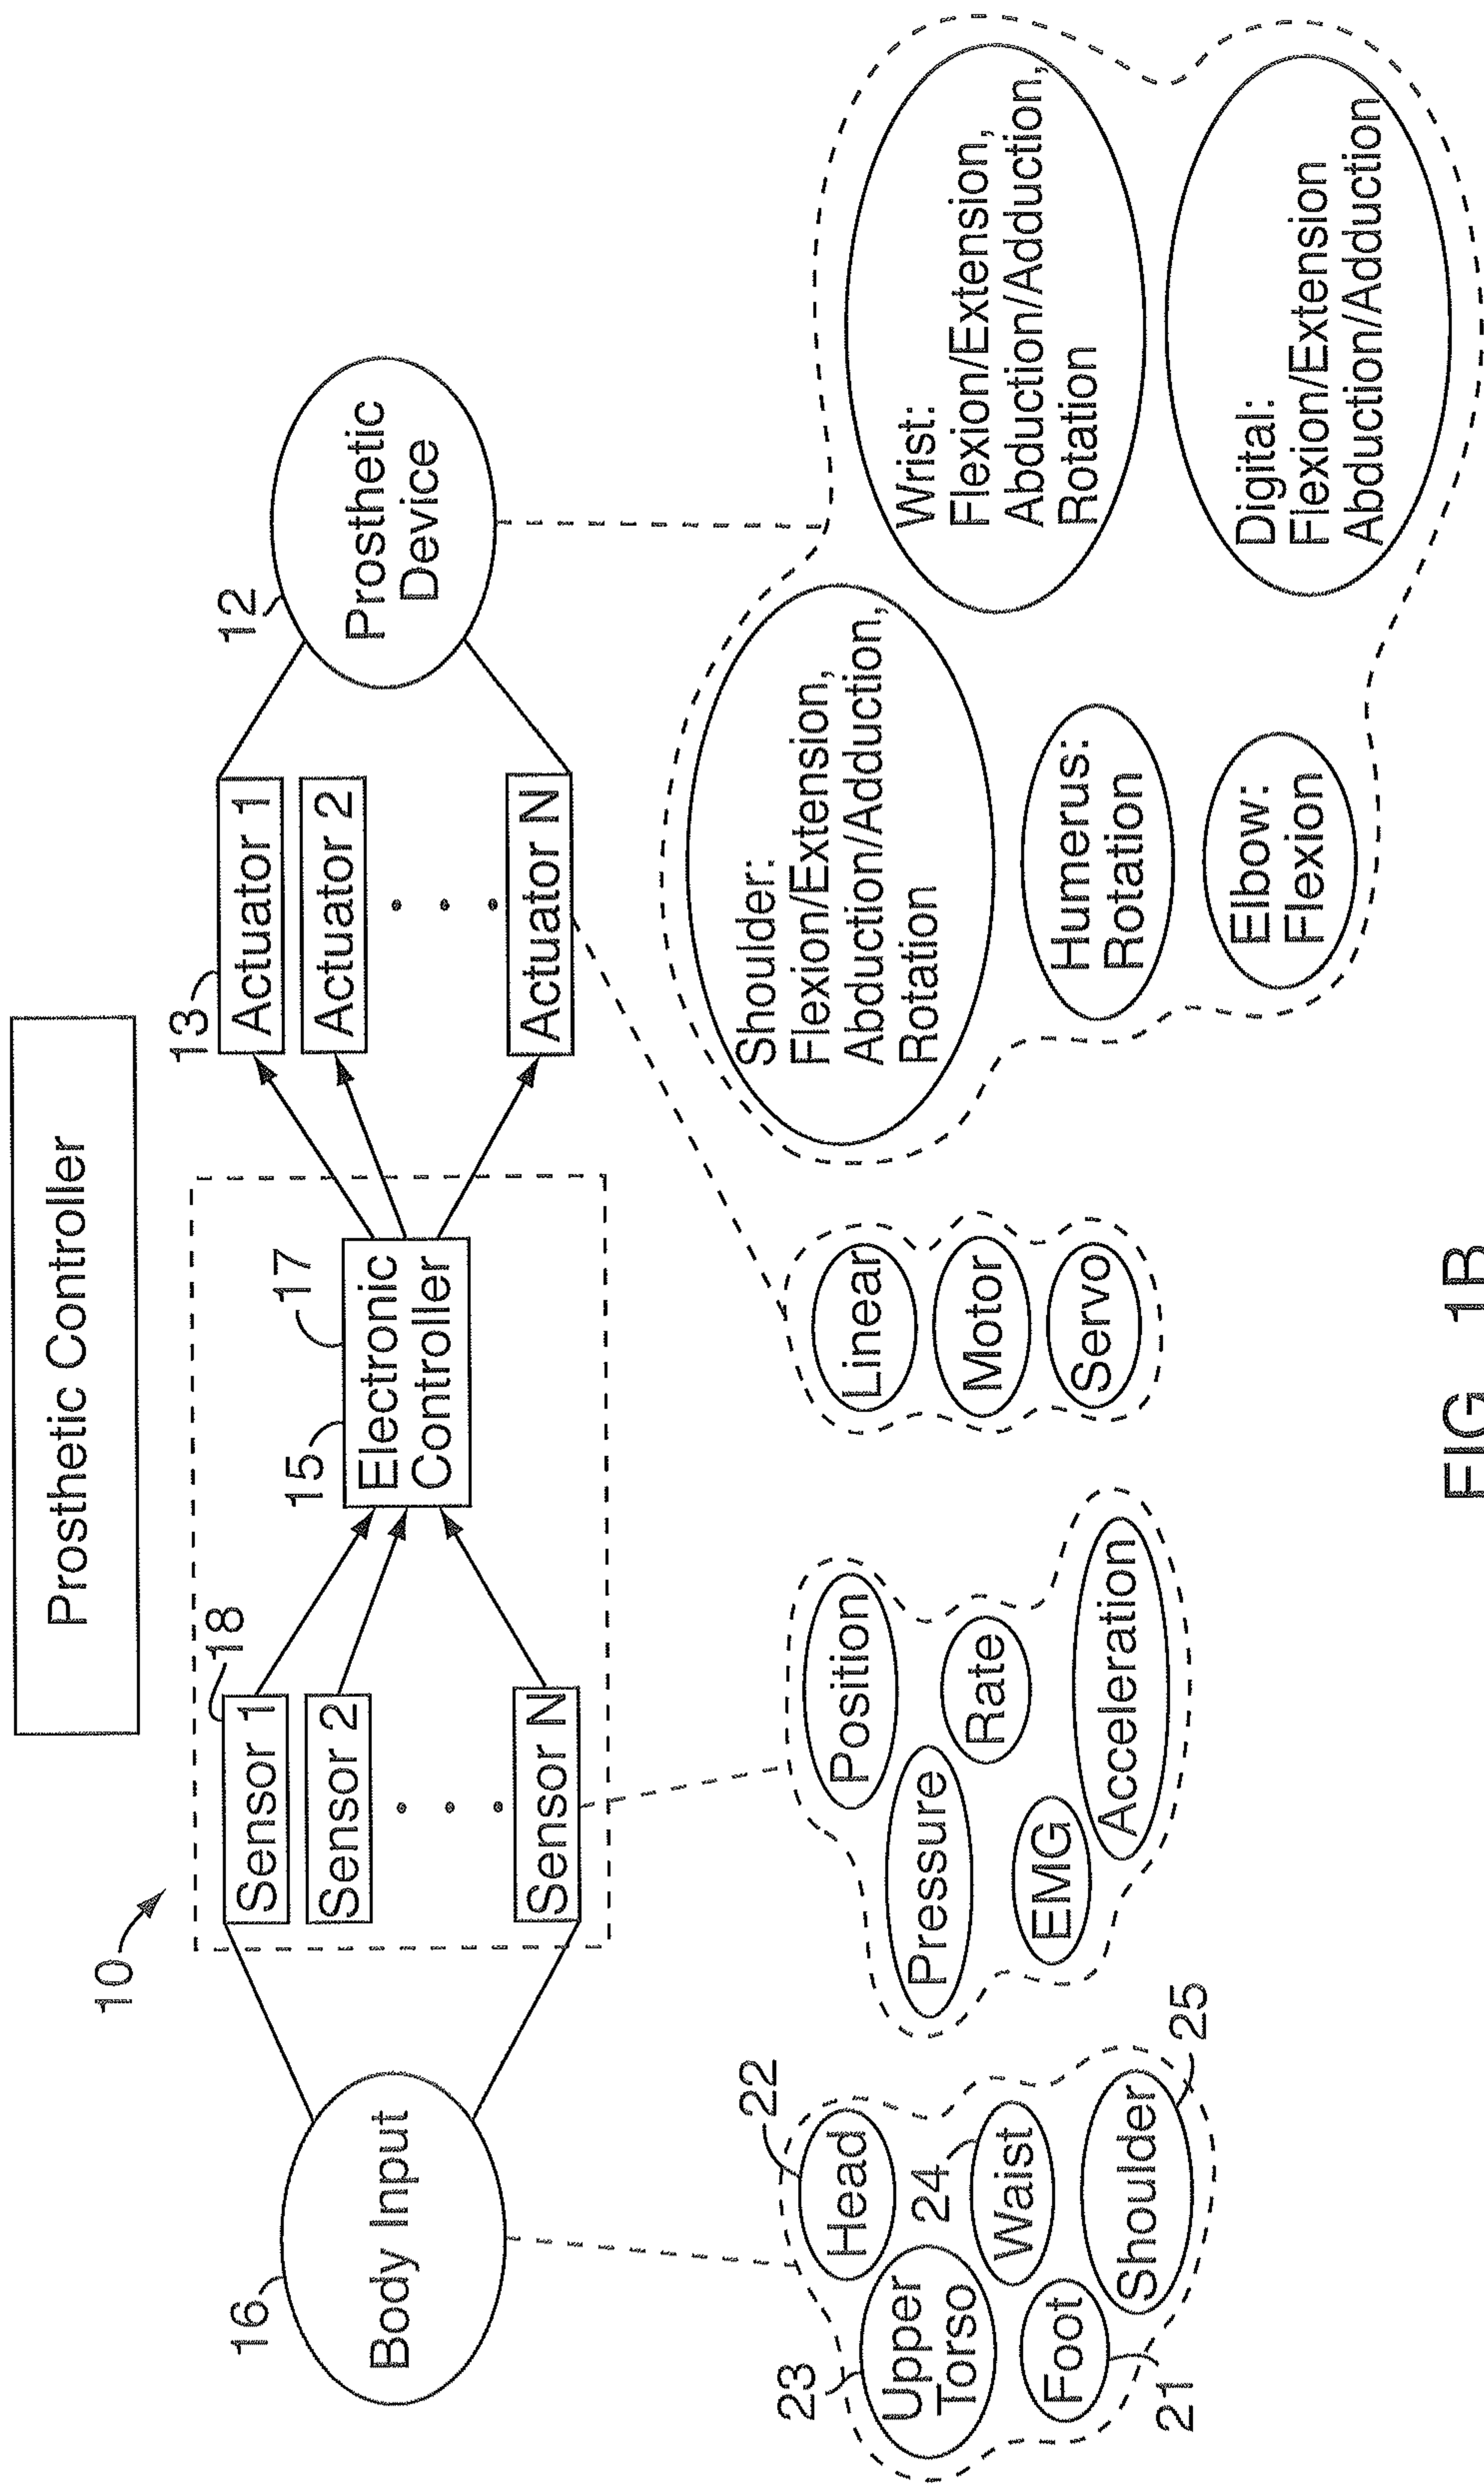 Prosthetic Controller
10
16
Body Input
18
Sensor 1
Sensor 2
Sensor N
15
17
Electronic
Controller
13
Actuator 1
Actuator 2
Actuator N
12
Prosthetic
Device
22
Head
23
Upper
Torso
24
Waist
Foot
21
Shoulder
25
Position
Pressure
Rate
EMG
Acceleration
Linear
Motor
Servo
Shoulder:
Flexion/Extension,
Abduction/Adduction,
Rotation
Humerus:
Rotation
Elbow:
Flexion
Wrist:
Flexion/Extension,
Abduction/Adduction,
Rotation
Digital:
Flexion/Extension
Abduction/Adduction
FIG. 1B